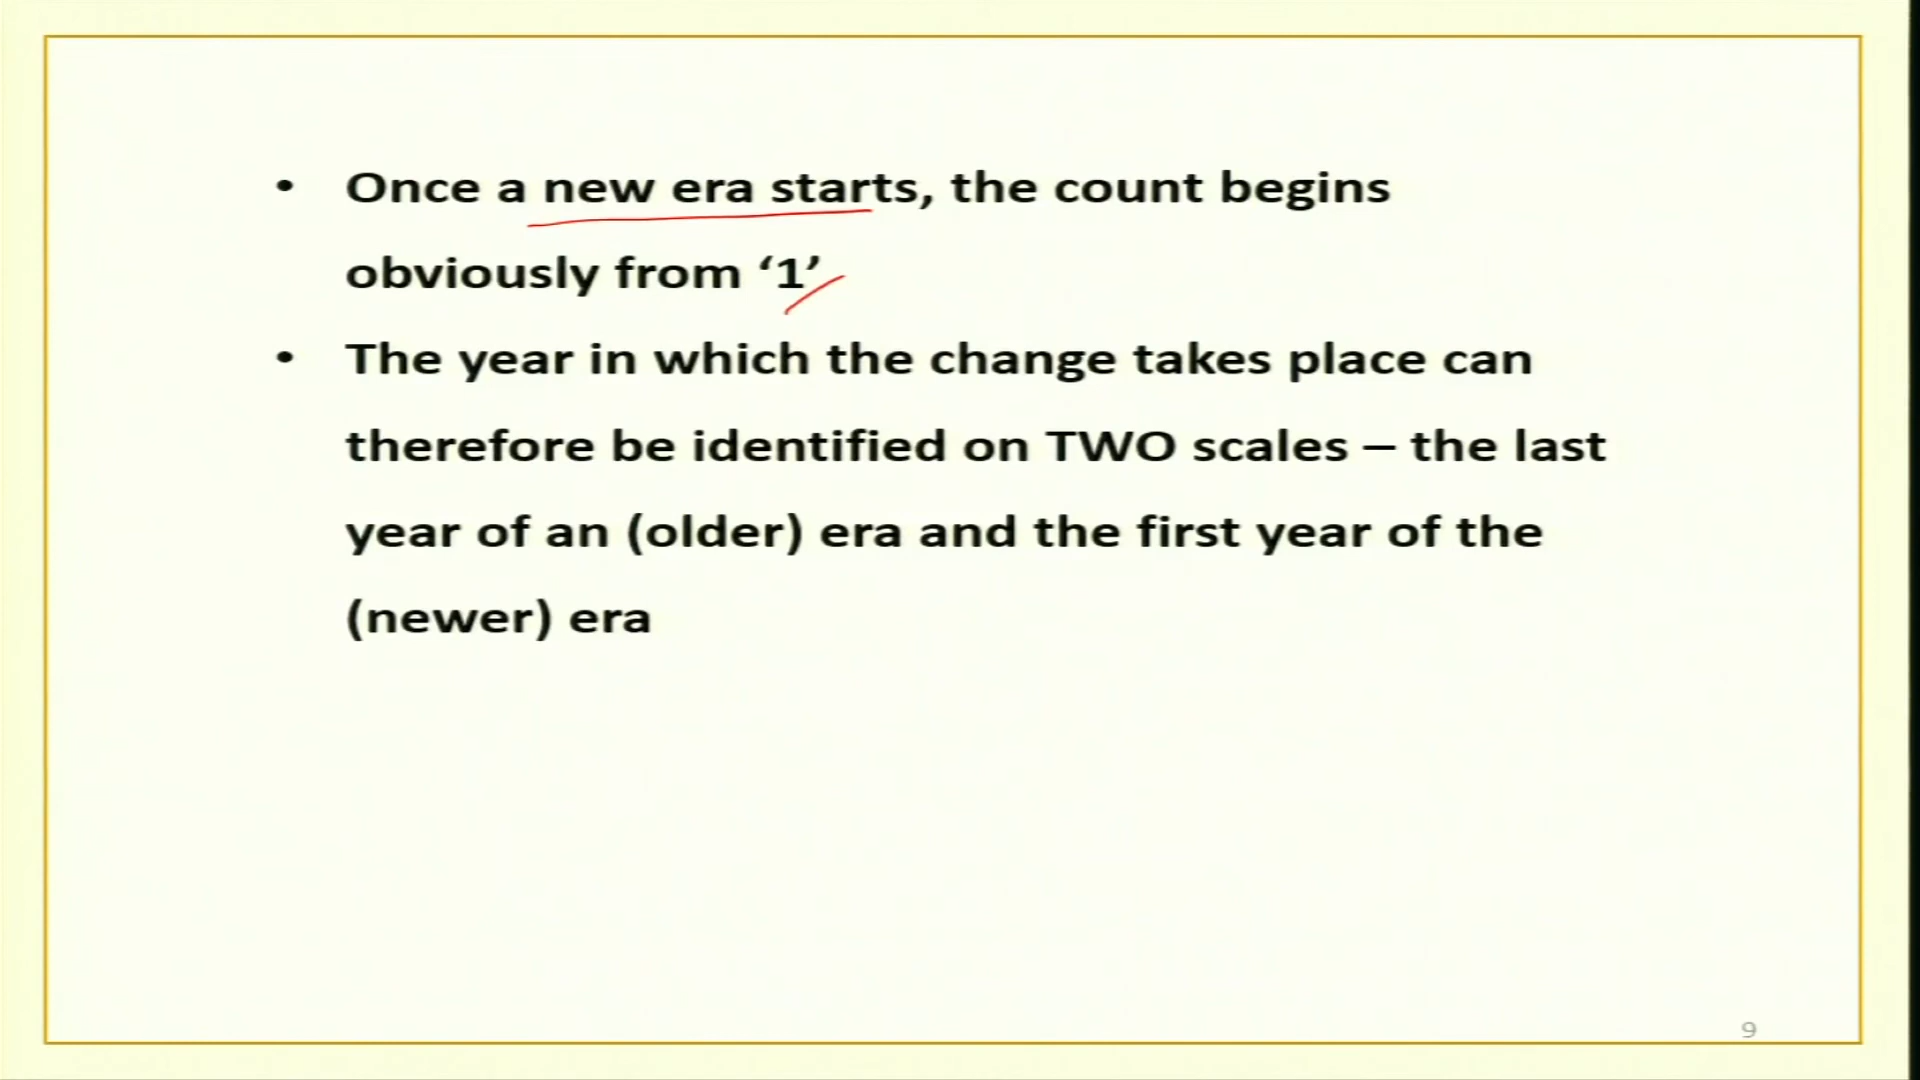 • Once a new era starts, the count begins
obviously from ‘1’
• The year in which the change takes place can
therefore be identified on TWO scales – the last
year of an (older) era and the first year of the
(newer) era
9